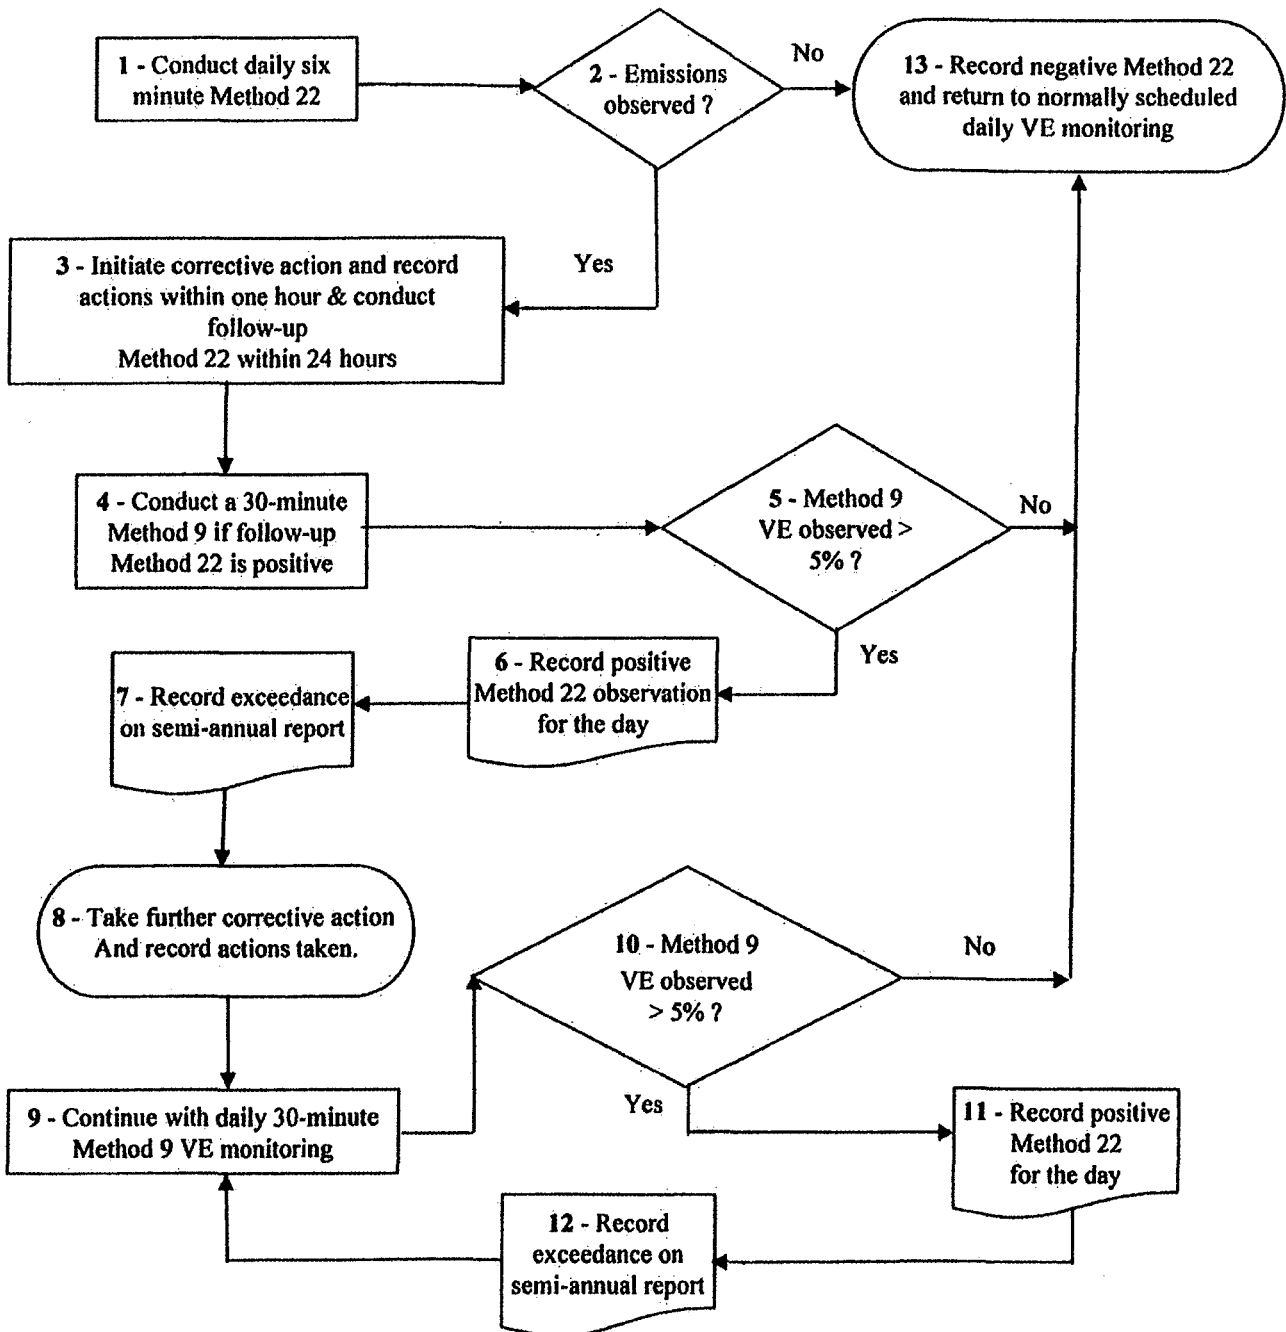 1 - Conduct daily six
minute Method 22
2 - Emissions
observed ?
No
13 - Record negative Method 22
and return to normally scheduled
daily VE monitoring
Yes
3 - Initiate corrective action and record
actions within one hour & conduct
follow-up
Method 22 within 24 hours
4 - Conduct a 30-minute
Method 9 if follow-up
Method 22 is positive
5 - Method 9
VE observed >
5% ?
No
Yes
6 - Record positive
Method 22 observation
for the day
7 - Record exceedance
on semi-annual report
8 - Take further corrective action
And record actions taken.
9 - Continue with daily 30-minute
Method 9 VE monitoring
10 - Method 9
VE observed
> 5% ?
No
Yes
11 - Record positive
Method 22
for the day
12 - Record
exceedance on
semi-annual report